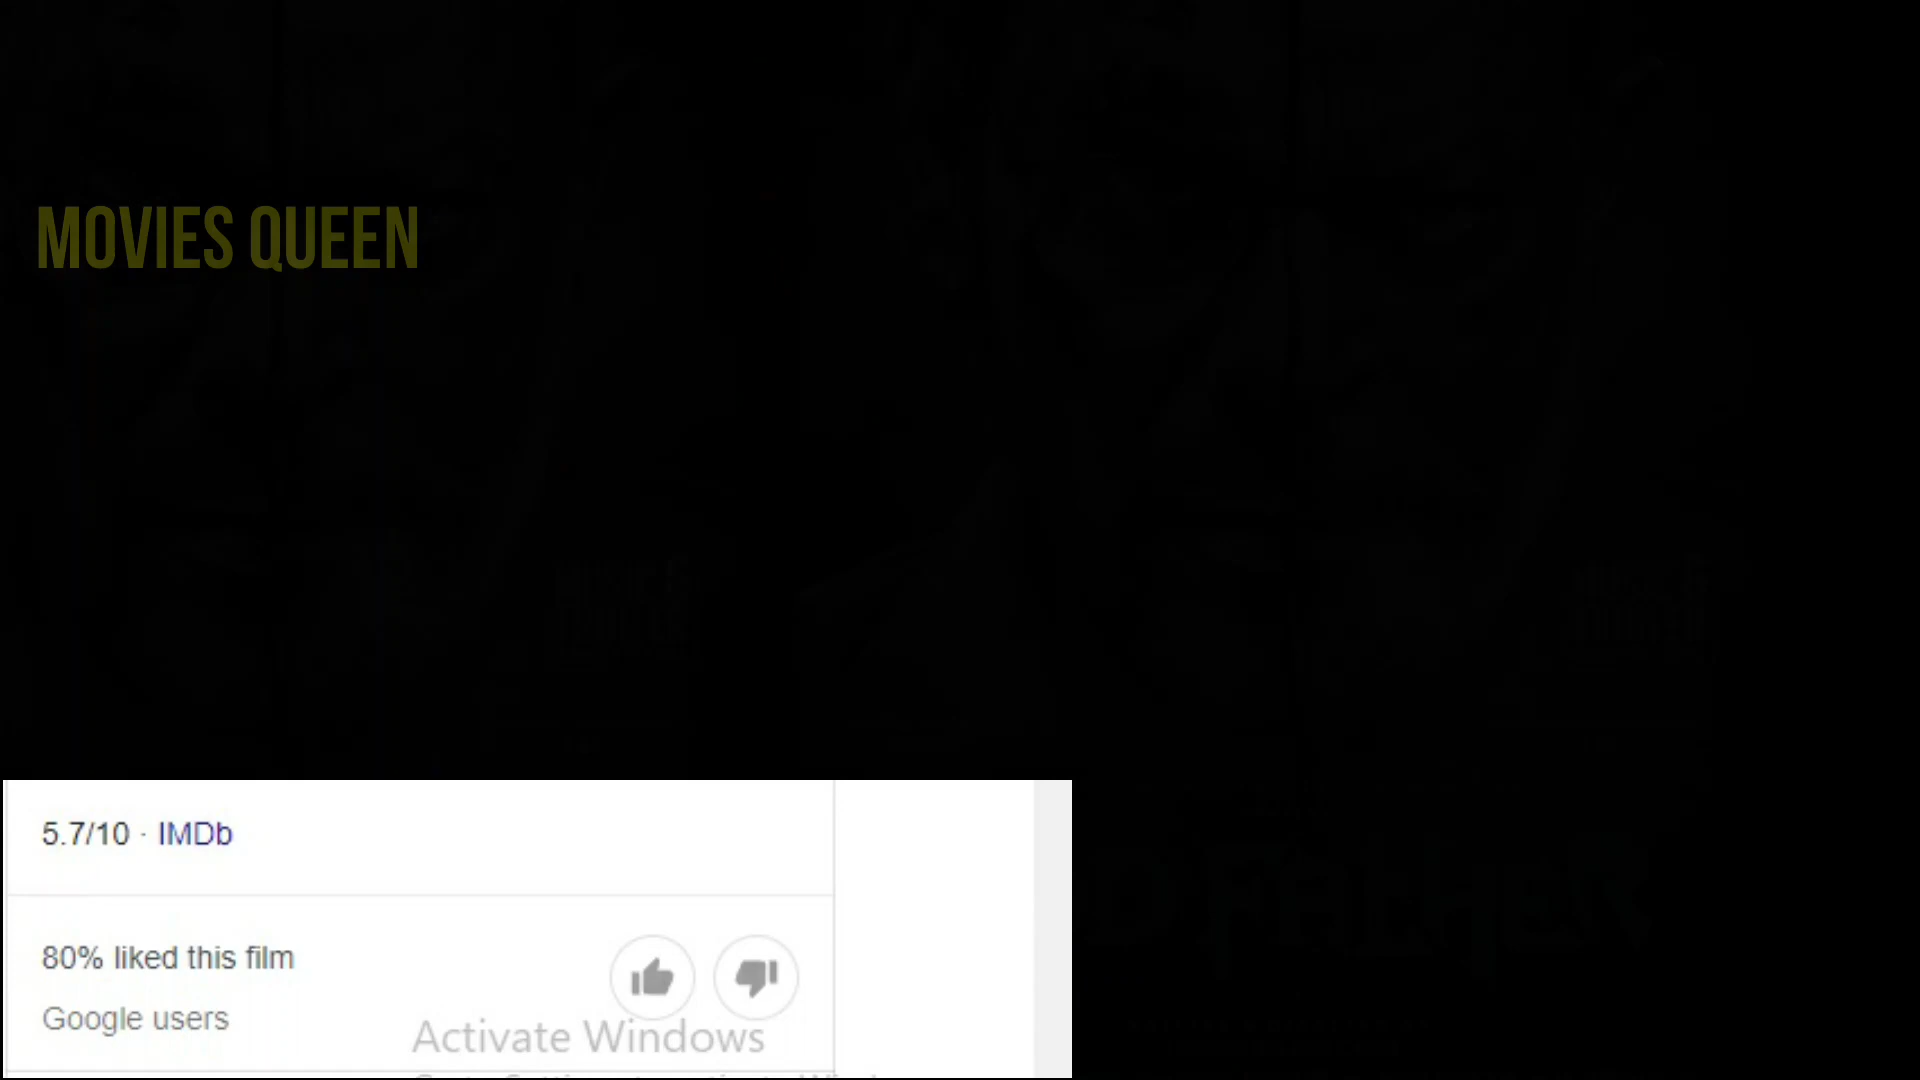 MOVIES QUEEN
5.7/10 · IMDb
80% liked this film
Google users
Activate Windows